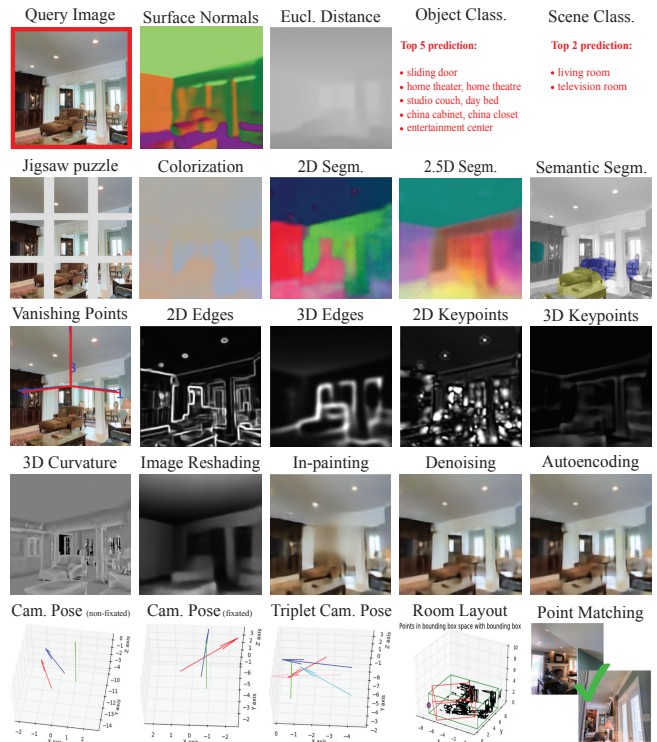 Query Image
Surface Normals
Eucl. Distance
Object Class.
Scene Class.
Top 5 prediction:
sliding door
home theater, home theatre
studio couch, day bed
china cabinet, china closet
entertainment center
Top 2 prediction:
living room
television room
Jigsaw puzzle
Colorization
2D Segm.
2.5D Segm.
Semantic Segm.
Vanishing Points
2D Edges
3D Edges
2D Keypoints
3D Keypoints
3
1
3D Curvature
Image Reshading
In-painting
Denoising
Autoencoding
Cam. Pose (non-fixated)
Cam. Pose (fixated)
Triplet Cam. Pose
Room Layout
Point Matching
Points in bounding box space with bounding box